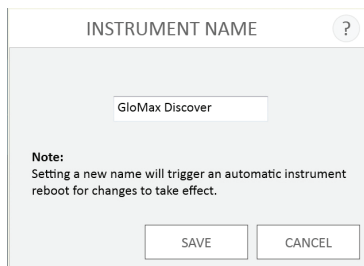 INSTRUMENT NAME ?
GloMax Discover
Note:
Setting a new name will trigger an automatic instrument
reboot for changes to take effect.
SAVE CANCEL